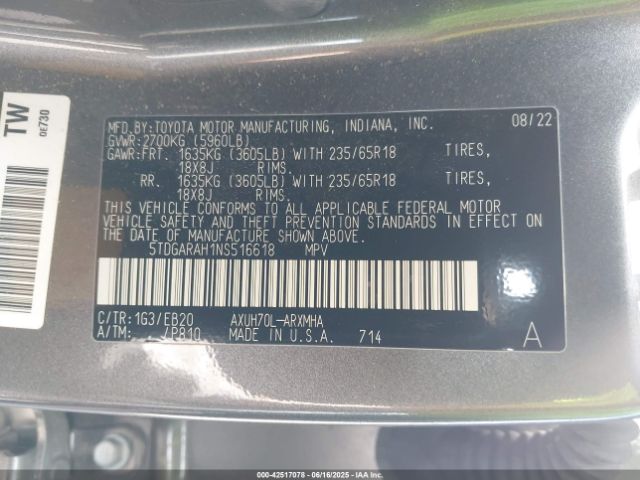 TW
0E730
MFD.BY:TOYOTA MOTOR MANUFACTURING, INDIANA, INC. 08/22
GVWR:2700KG (5960LB)
GAWR:FRT. 1635KG (3605LB) WITH 235/65R18 TIRES,
18X8J RIMS.
RR. 1635KG (3605LB) WITH 235/65R18 TIRES,
18X8J RIMS.
THIS VEHICLE CONFORMS TO ALL APPLICABLE FEDERAL MOTOR
VEHICLE SAFETY AND THEFT PREVENTION STANDARDS IN EFFECT ON
THE DATE OF MANUFACTURE SHOWN ABOVE.
5TDGARAH1NS516618 MPV
C/TR:1G3/EB20 AXUH70L-ARXMHA
A/TM: /P810 MADE IN U.S.A. 714 A
000-42517078 - 06/16/2025 - IAAI.COM